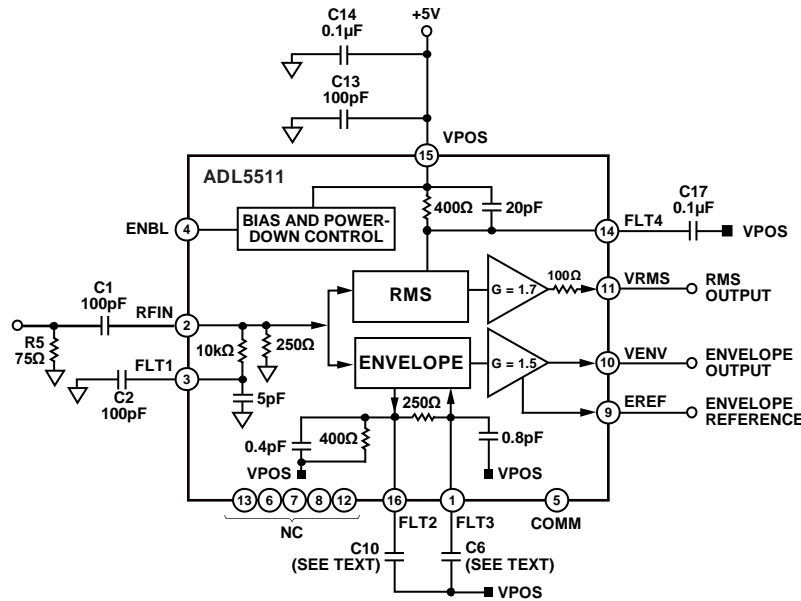 C14
0.1µF
+5V
C13
100pF
VPOS
15
ADL5511
ENBL
4
BIAS AND POWER-
DOWN CONTROL
400Ω
20pF
14
FLT4
C17
0.1µF
VPOS
RMS
G = 1.7
100Ω
11
VRMS
RMS
OUTPUT
C1
100pF
RFIN
2
R5
75Ω
10kΩ
250Ω
ENVELOPE
G = 1.5
10
VENV
ENVELOPE
OUTPUT
FLT1
3
C2
100pF
5pF
9
EREF
ENVELOPE
REFERENCE
250Ω
0.4pF
400Ω
0.8pF
VPOS
VPOS
13 6 7 8 12
NC
16
FLT2
1
FLT3
5
COMM
C10
(SEE TEXT)
C6
(SEE TEXT)
VPOS